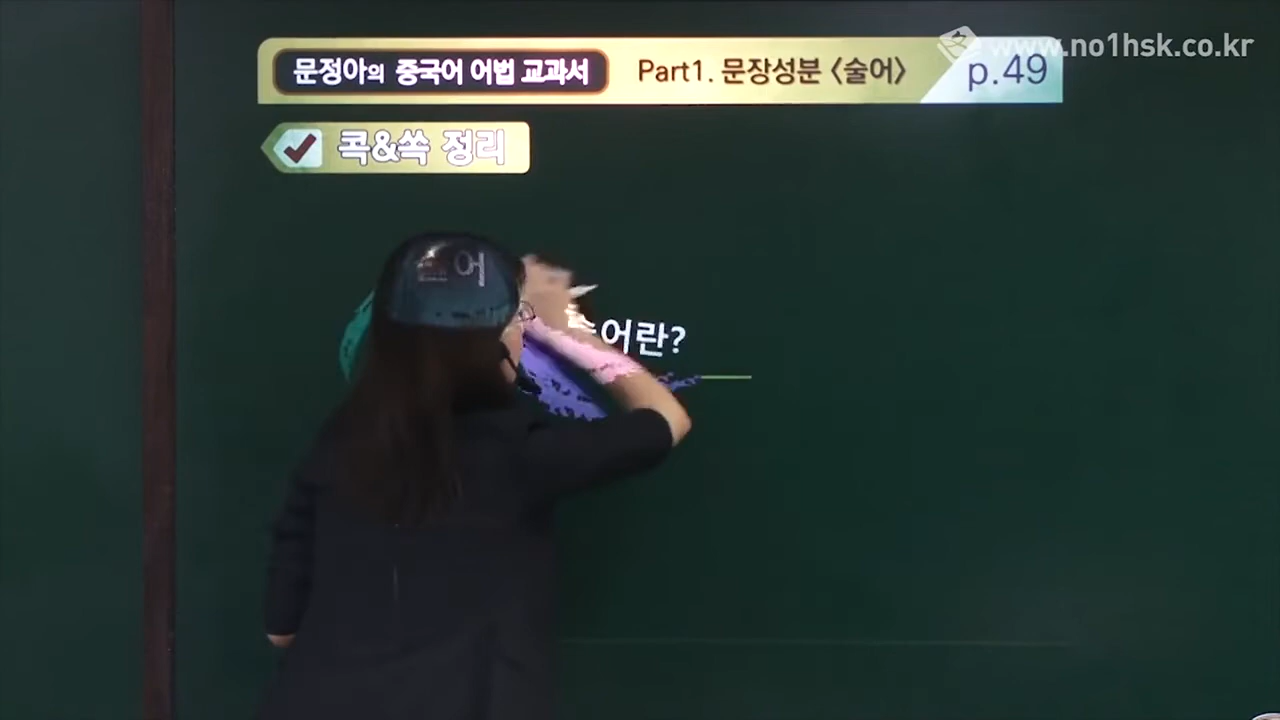 www.no1hsk.co.kr
문정아의 중국어 어법 교과서 Part1. 문장성분 〈술어〉 p.49
콕&쏙 정리
어란?